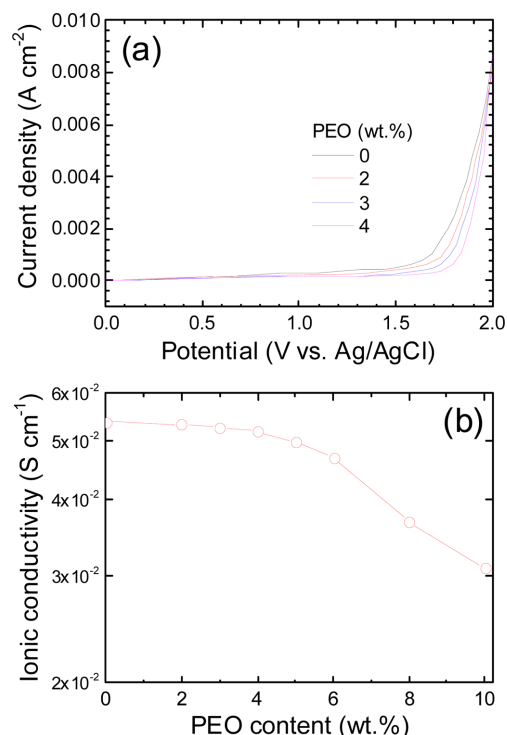 (a)
0.010
0.008
0.006
0.004
0.002
0.000
Current density (A cm-2)
PEO (wt.%)
0
2
3
4
0.0 0.5 1.0 1.5 2.0
Potential (V vs. Ag/AgCl)
(b)
6x10-2
5x10-2
4x10-2
3x10-2
2x10-2
Ionic conductivity (S cm-1)
0 2 4 6 8 10
PEO content (wt.%)